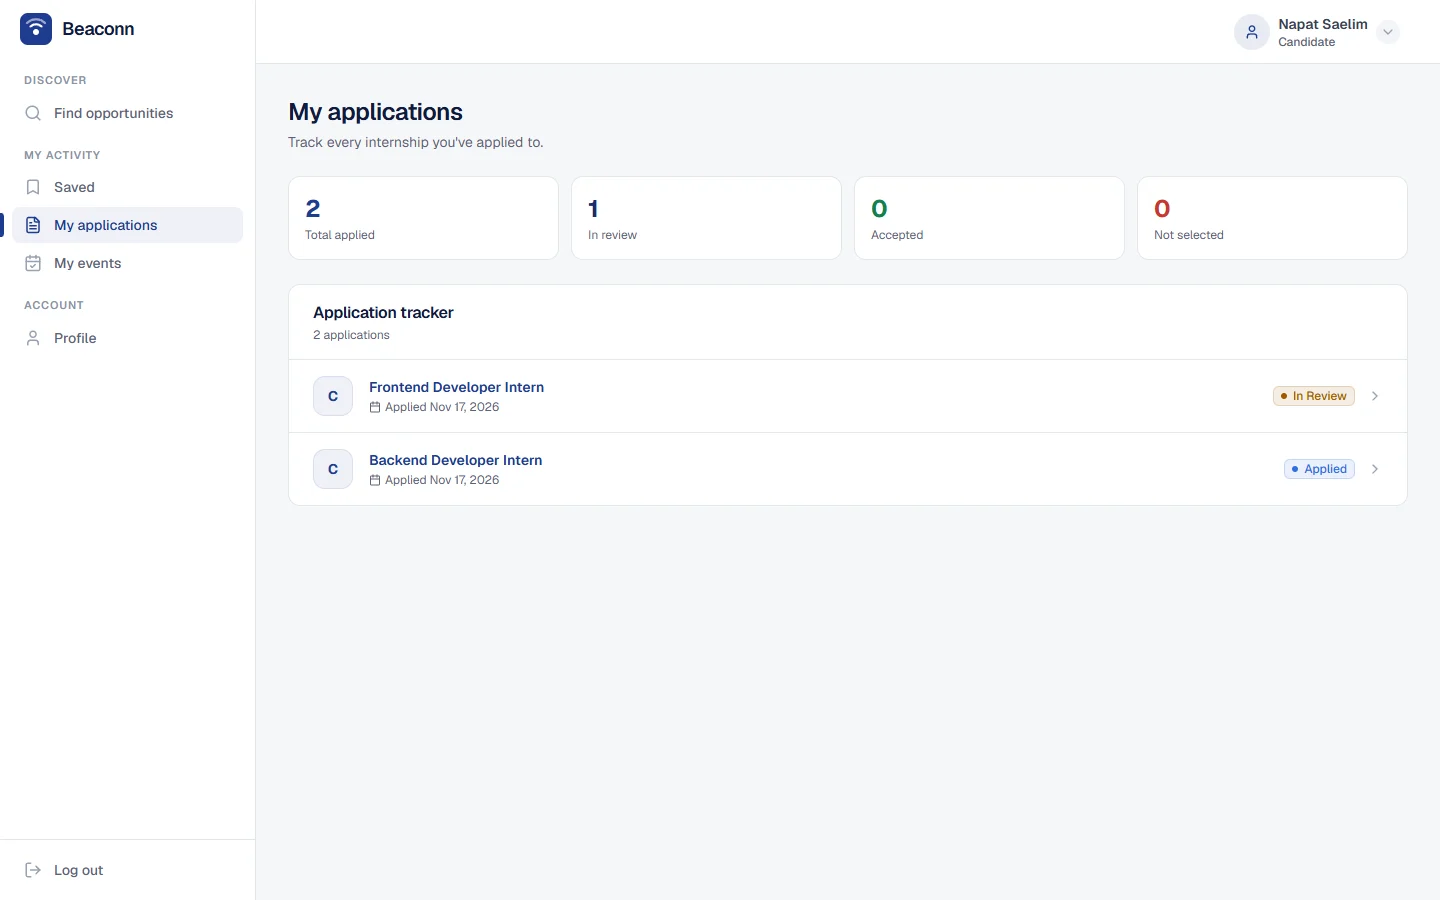 Beaconn
DISCOVER
Find opportunities
MY ACTIVITY
Saved
My applications
My events
ACCOUNT
Profile
Log out
Napat Saelim
Candidate
My applications
Track every internship you've applied to.
2
Total applied
1
In review
0
Accepted
0
Not selected
Application tracker
2 applications
C
Frontend Developer Intern
Applied Nov 17, 2026
In Review
C
Backend Developer Intern
Applied Nov 17, 2026
Applied